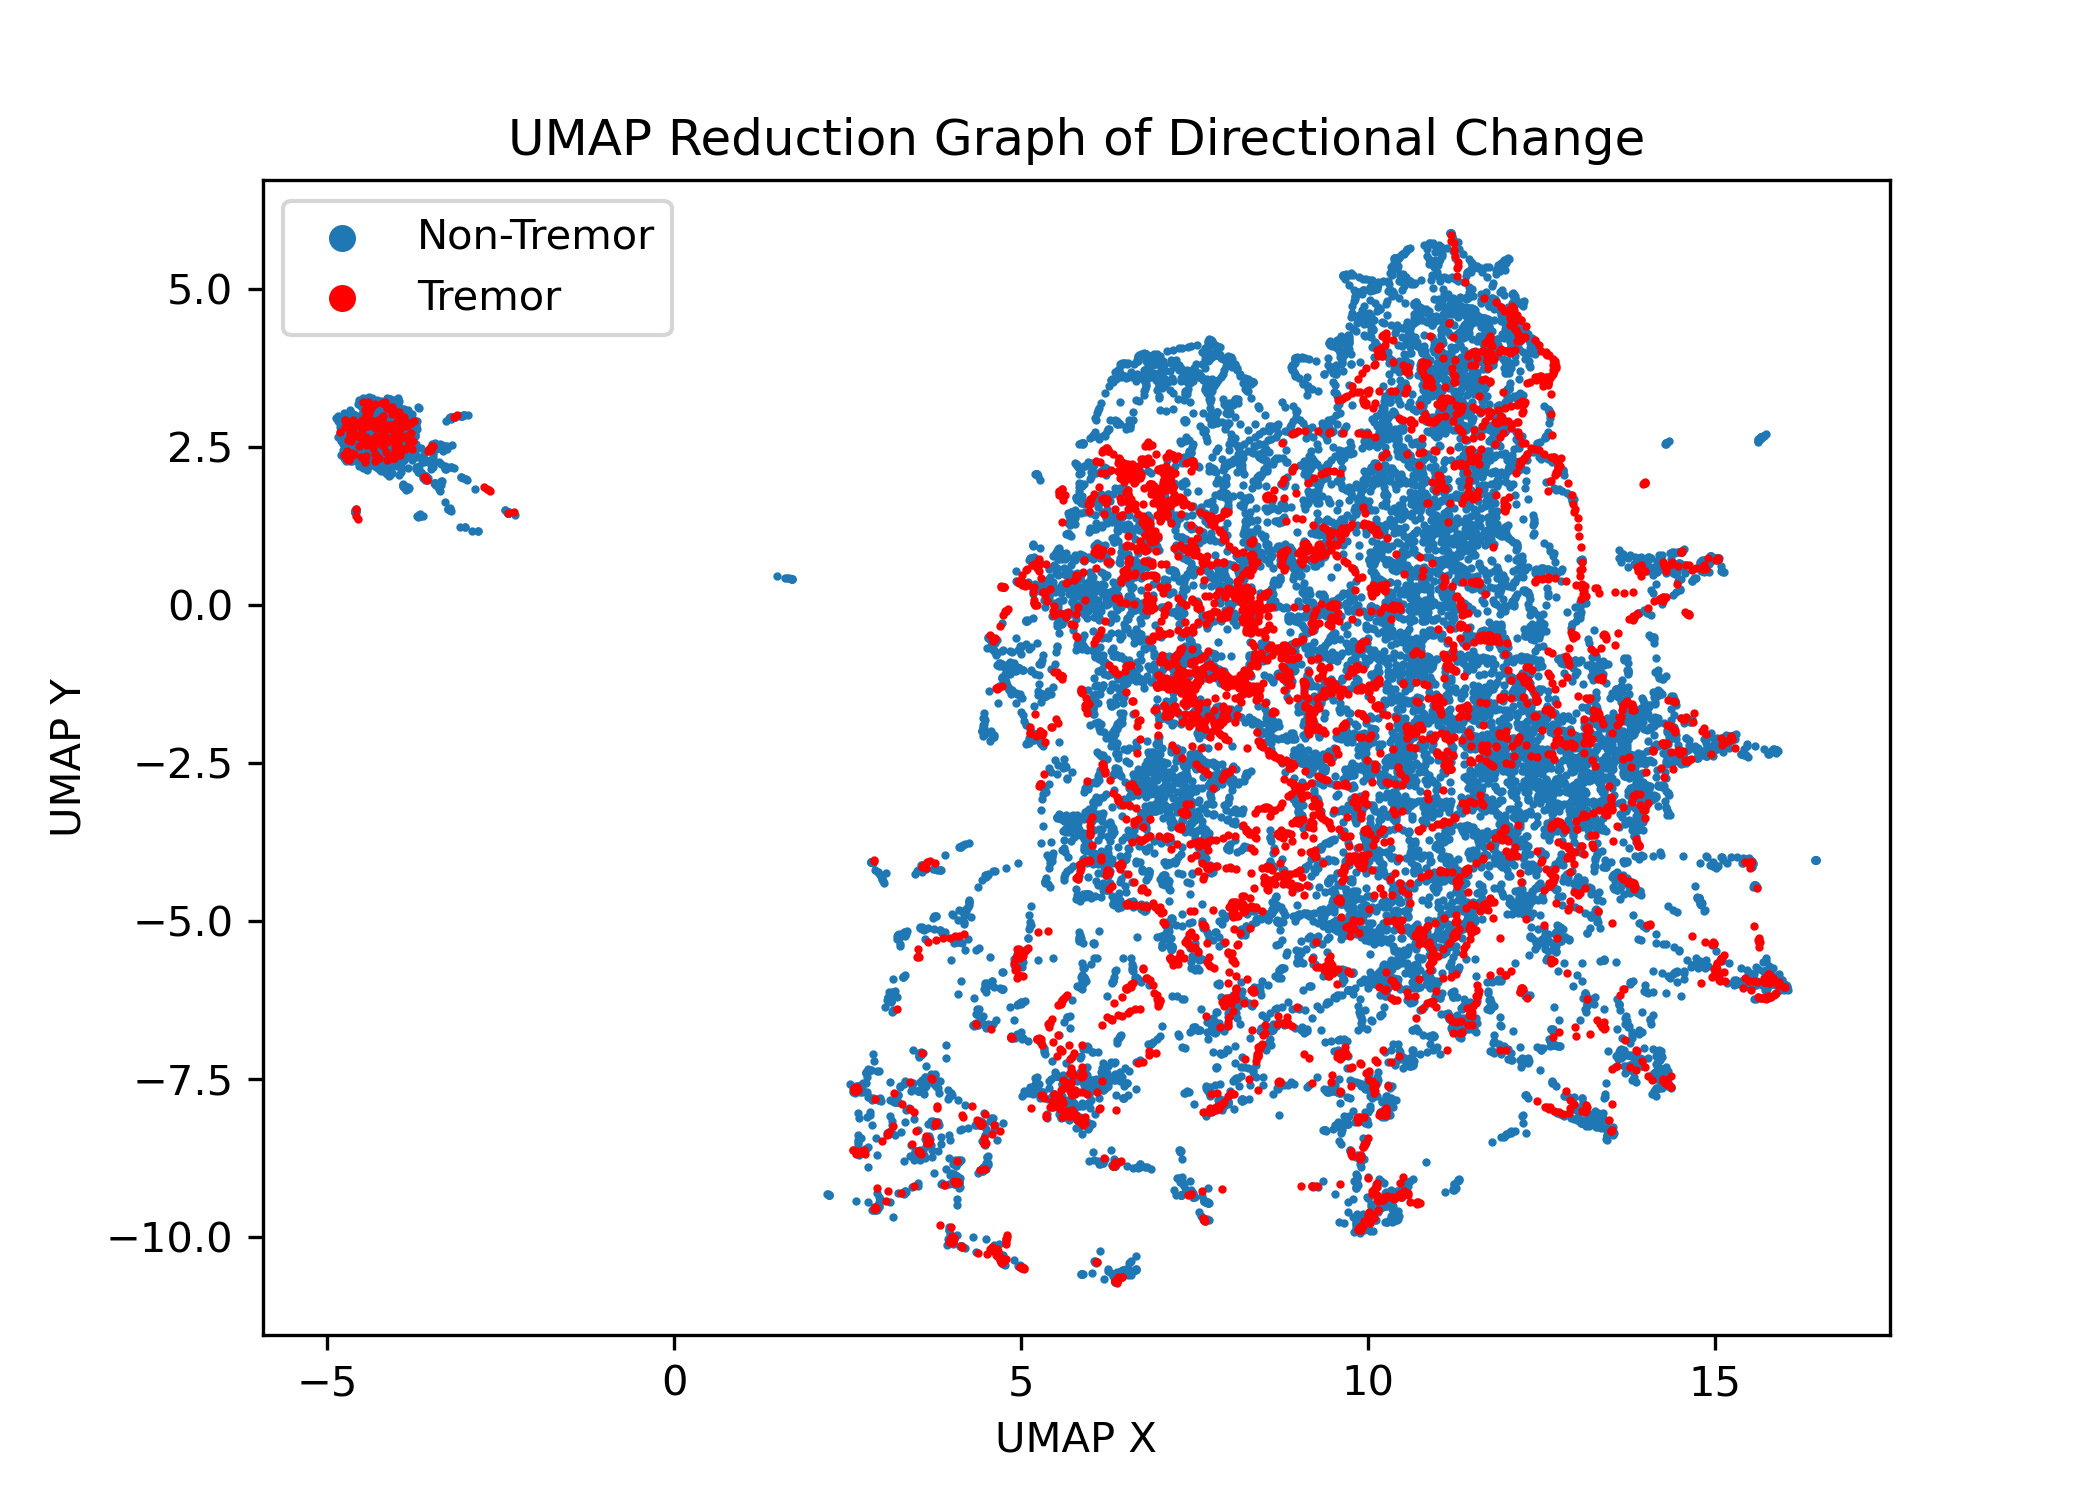 UMAP Reduction Graph of Directional Change
Non-Tremor
Tremor
5.0
2.5
0.0
−2.5
−5.0
−7.5
−10.0
UMAP Y
−5
0
5
10
15
UMAP X